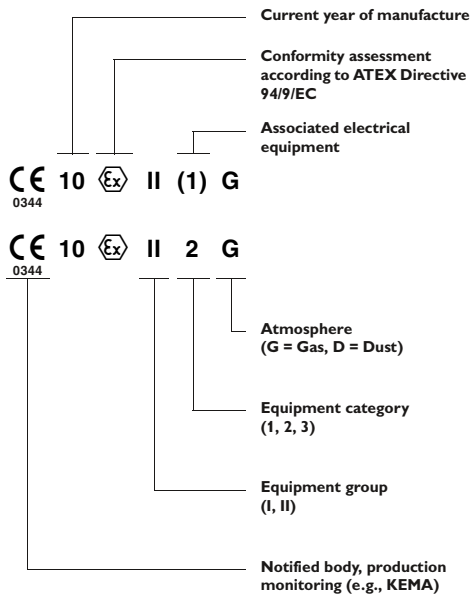 Current year of manufacture
Conformity assessment
according to ATEX Directive
94/9/EC
Associated electrical
equipment
CE 10 Ex II (1) G
0344
CE 10 Ex II 2 G
0344
Atmosphere
(G = Gas, D = Dust)
Equipment category
(1, 2, 3)
Equipment group
(I, II)
Notified body, production
monitoring (e.g., KEMA)